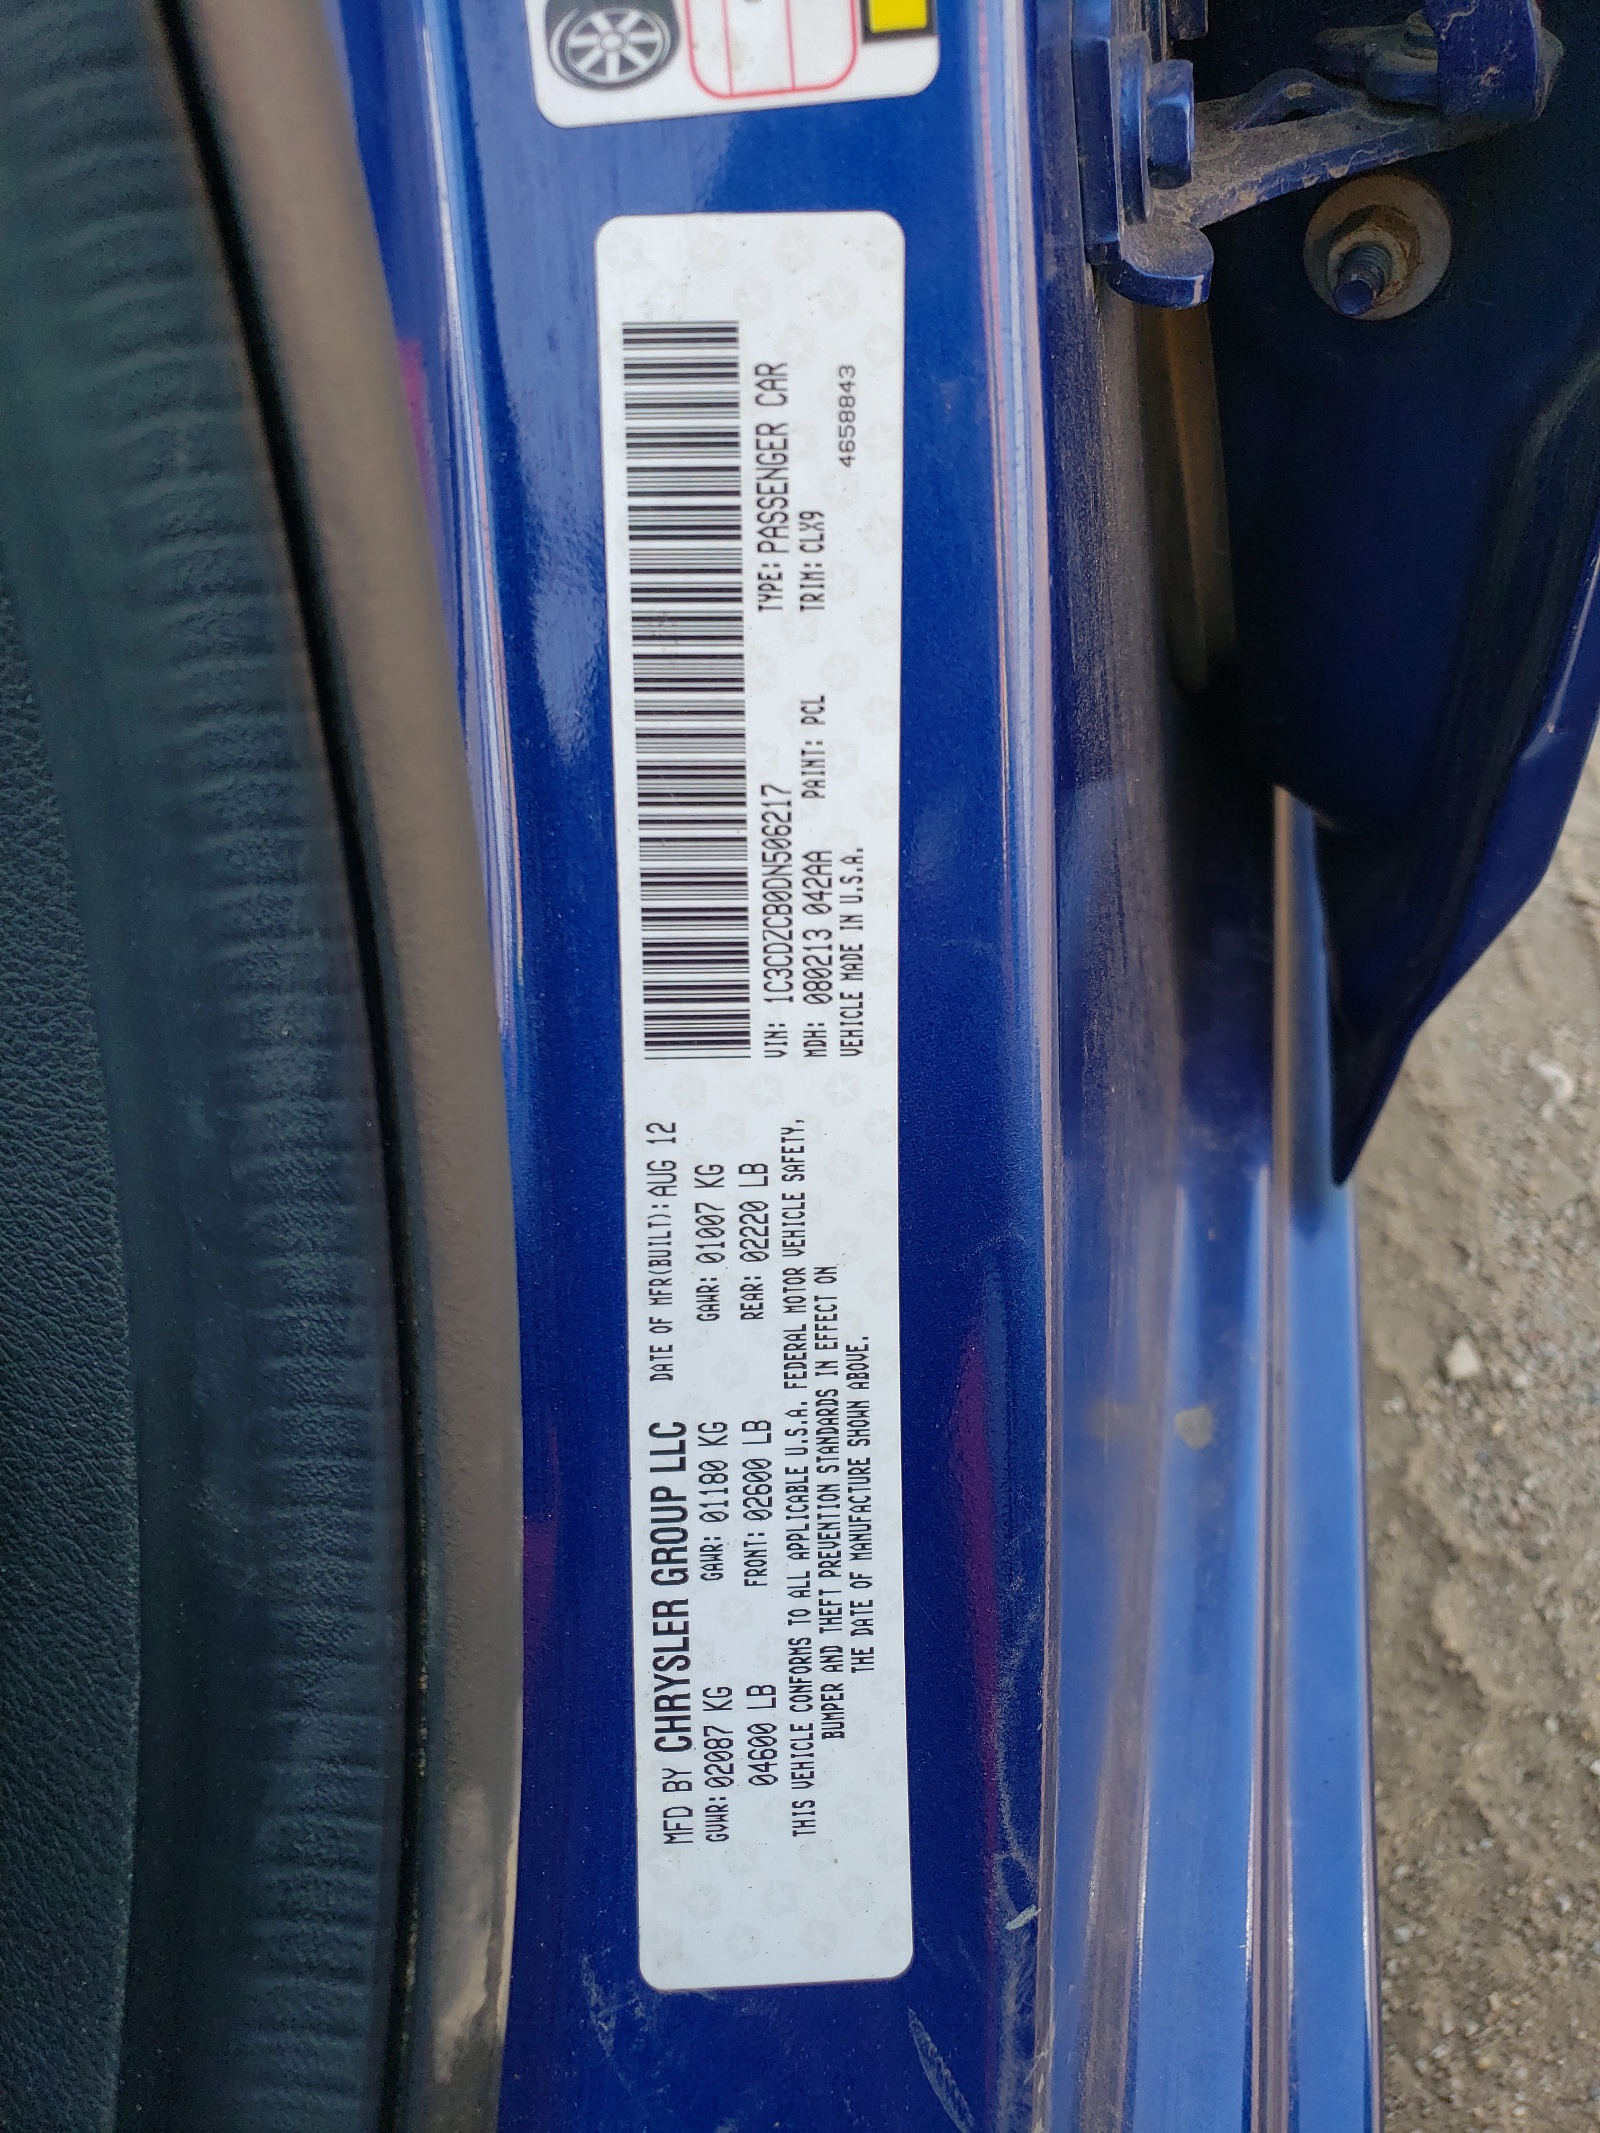 MFD BY CHRYSLER GROUP LLC DATE OF MFR(BUILT):AUG 12
GVWR:02087 KG GAWR:01180 KG GAWR:01007 KG
04600 LB FRONT:02600 LB REAR:02220 LB
THIS VEHICLE CONFORMS TO ALL APPLICABLE U.S.A. FEDERAL MOTOR VEHICLE SAFETY,
BUMPER AND THEFT PREVENTION STANDARDS IN EFFECT ON
THE DATE OF MANUFACTURE SHOWN ABOVE.
VIN: 1C3CDZCB0DN506217 TYPE:PASSENGER CAR
MDH: 080213 042AA PAINT: PCL TRIM:CLX9
VEHICLE MADE IN U.S.A. 4658843